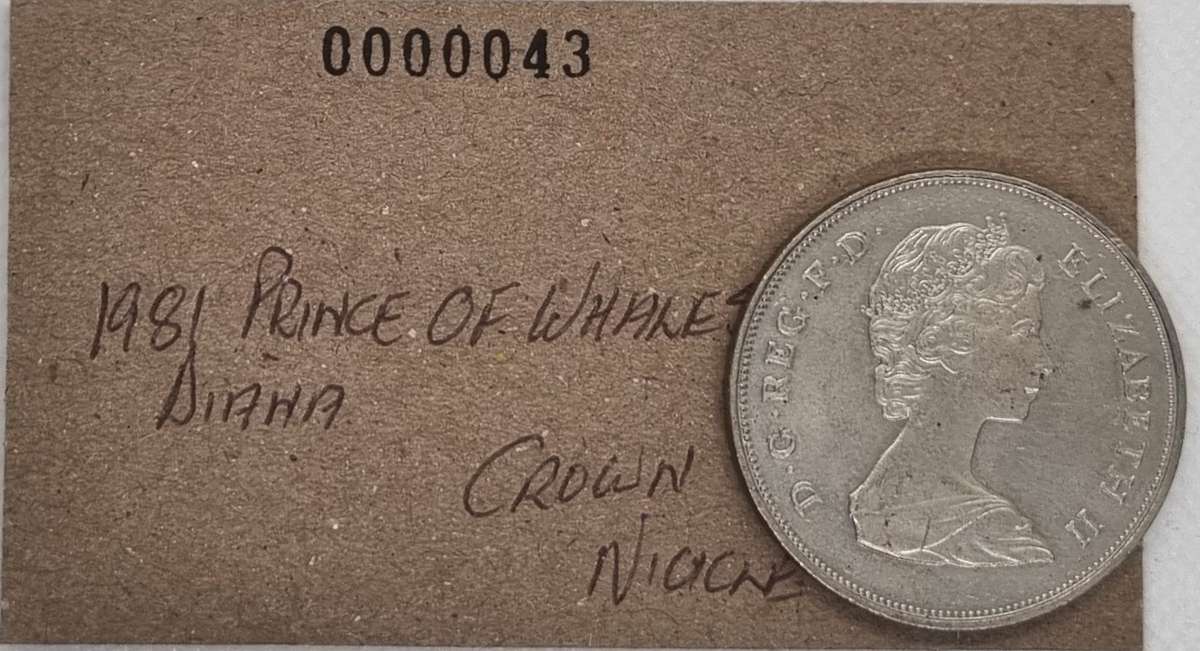 0000043
1981 PRINCE OF WHALES
DIANA
CROWN
D·G·REG·F·D· ELIZABETH II